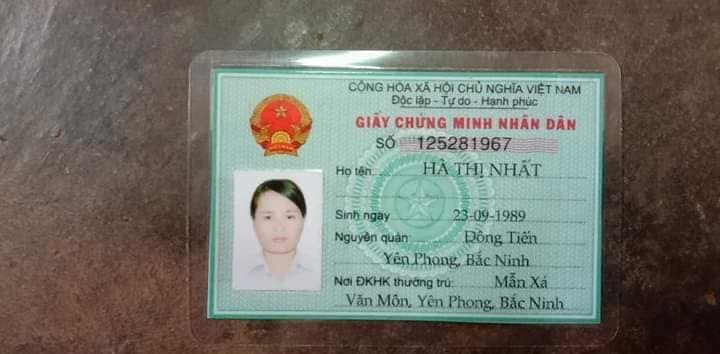 CỘNG HÒA XÃ HỘI CHỦ NGHĨA VIỆT NAM
Độc lập - Tự do - Hạnh phúc
GIẤY CHỨNG MINH NHÂN DÂN
SỐ 125281967
Họ tên: HÀ THỊ NHẤT
Sinh ngày 23-09-1989
Nguyên quán Đông Tiến
Yên Phong, Bắc Ninh
Nơi ĐKHK thường trú: Mẫn Xá
Văn Môn, Yên Phong, Bắc Ninh
VIỆT NAM